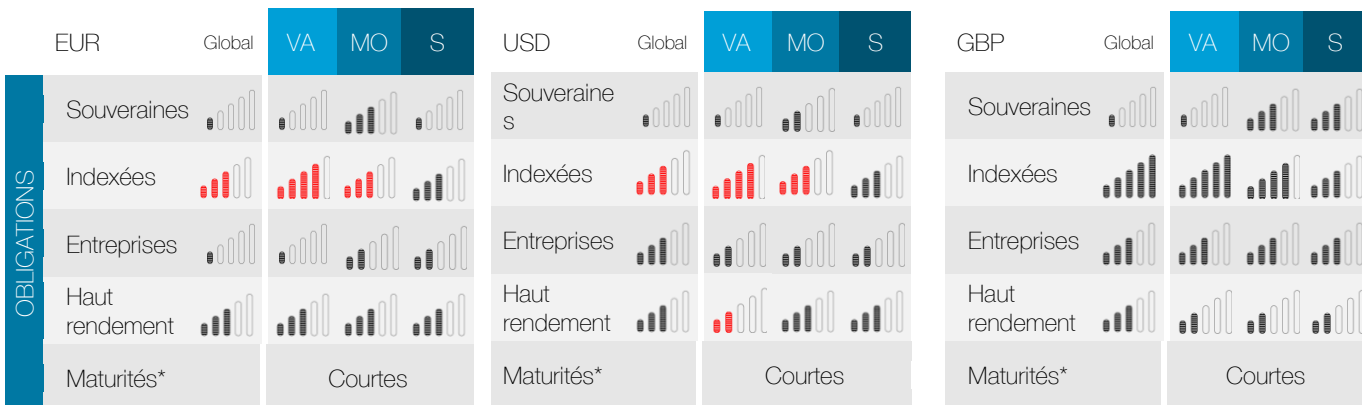 EUR Global VA MO S USD Global VA MO S GBP Global VA MO S
OBLIGATIONS
Souveraines Souveraine Souveraines
s
Indexées Indexées Indexées
Entreprises Entreprises Entreprises
Haut Haut Haut
rendement rendement rendement
Maturités* Courtes Maturités* Courtes Maturités* Courtes